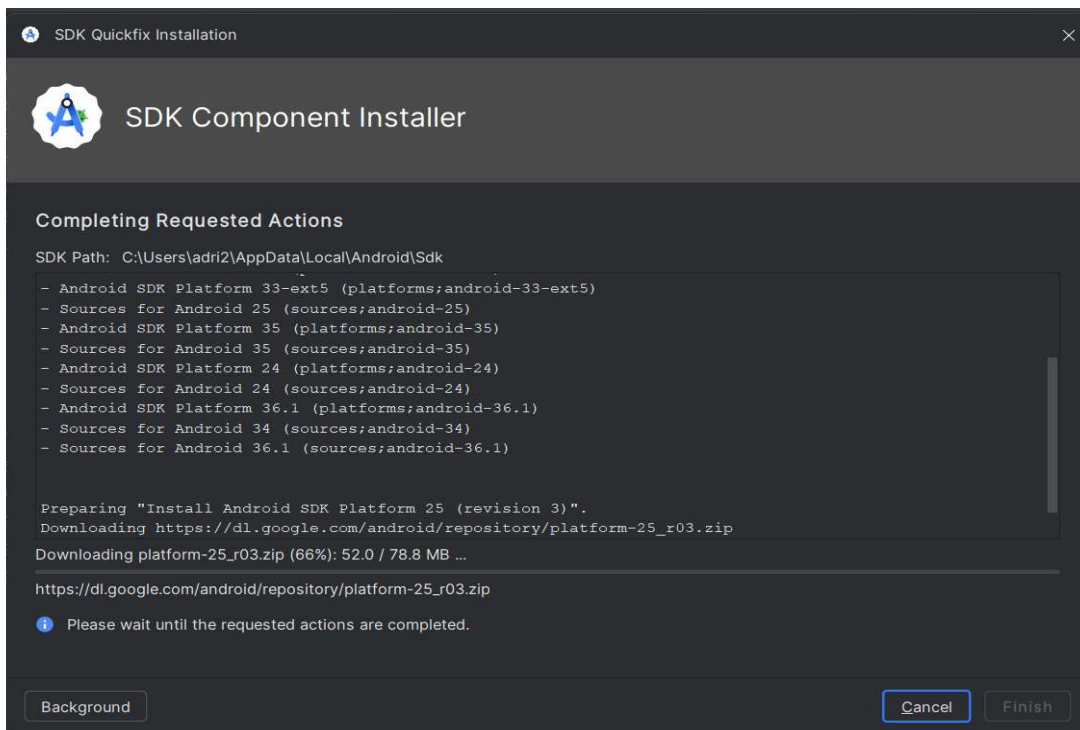 SDK Quickfix Installation
SDK Component Installer
Completing Requested Actions
SDK Path: C:\Users\adri2\AppData\Local\Android\Sdk
- Android SDK Platform 33-ext5 (platforms;android-33-ext5)
- Sources for Android 25 (sources;android-25)
- Android SDK Platform 35 (platforms;android-35)
- Sources for Android 35 (sources;android-35)
- Android SDK Platform 24 (platforms;android-24)
- Sources for Android 24 (sources;android-24)
- Android SDK Platform 36.1 (platforms;android-36.1)
- Sources for Android 34 (sources;android-34)
- Sources for Android 36.1 (sources;android-36.1)
Preparing "Install Android SDK Platform 25 (revision 3)".
Downloading https://dl.google.com/android/repository/platform-25_r03.zip
Downloading platform-25_r03.zip (66%): 52.0 / 78.8 MB ...
https://dl.google.com/android/repository/platform-25_r03.zip
Please wait until the requested actions are completed.
Background Cancel Finish